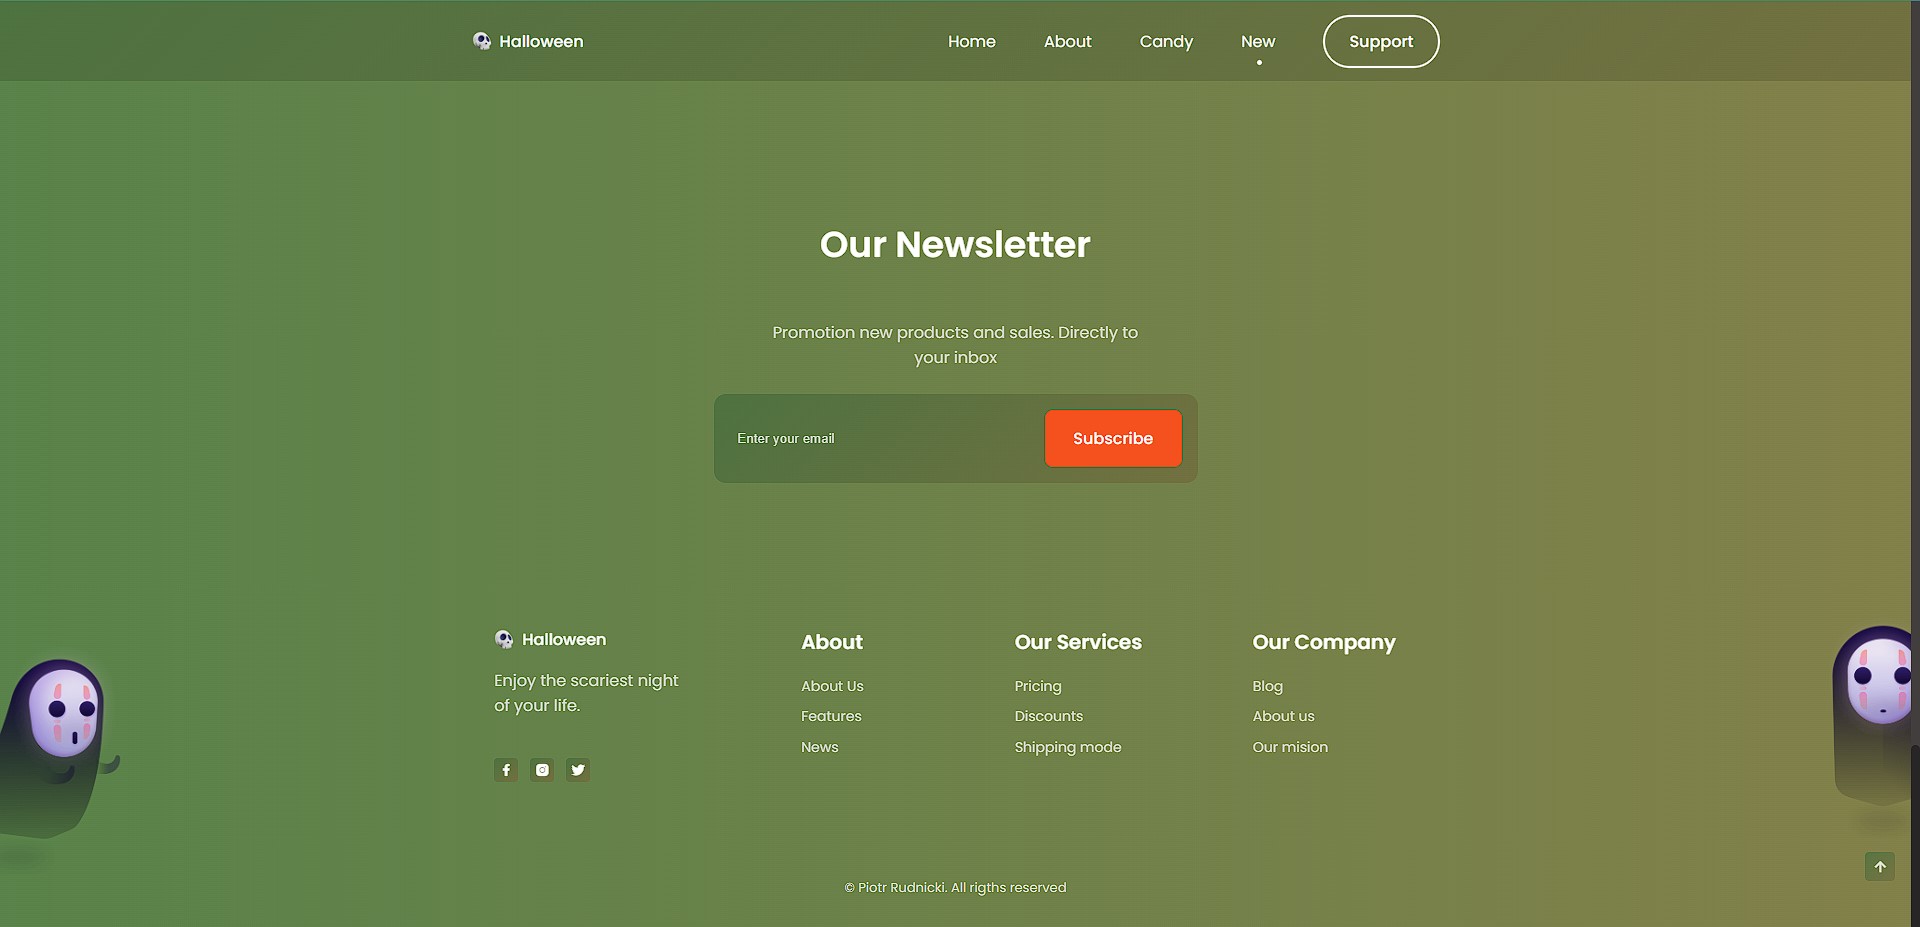 Halloween
Home
About
Candy
New
Support
Our Newsletter
Promotion new products and sales. Directly to
your inbox
Enter your email
Subscribe
Halloween
Enjoy the scariest night
of your life.
About
About Us
Features
News
Our Services
Pricing
Discounts
Shipping mode
Our Company
Blog
About us
Our mision
© Piotr Rudnicki. All rigths reserved